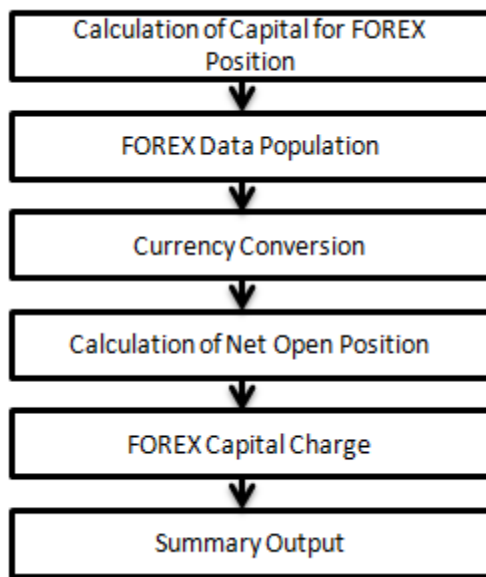 Calculation of Capital for FOREX
Position
FOREX Data Population
Currency Conversion
Calculation of Net Open Position
FOREX Capital Charge
Summary Output